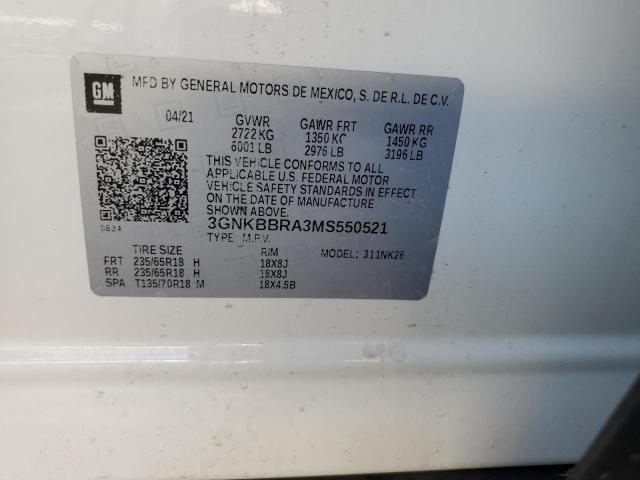 GM MFD BY GENERAL MOTORS DE MEXICO, S. DE R.L. DE C.V.
04/21 GVWR GAWR FRT GAWR RR
2722 KG 1350 KG 1450 KG
6001 LB 2976 LB 3196 LB
THIS VEHICLE CONFORMS TO ALL
APPLICABLE U.S. FEDERAL MOTOR
VEHICLE SAFETY STANDARDS IN EFFECT
ON THE DATE OF MANUFACTURE
SHOWN ABOVE.
3GNKBBRA3MS550521
TYPE: M.P.V.
TIRE SIZE RIM MODEL: 311NK26
FRT 235/65R18 H 18X8J
RR 235/65R18 H 18X8J
SPA T135/70R18 M 18X4.5B